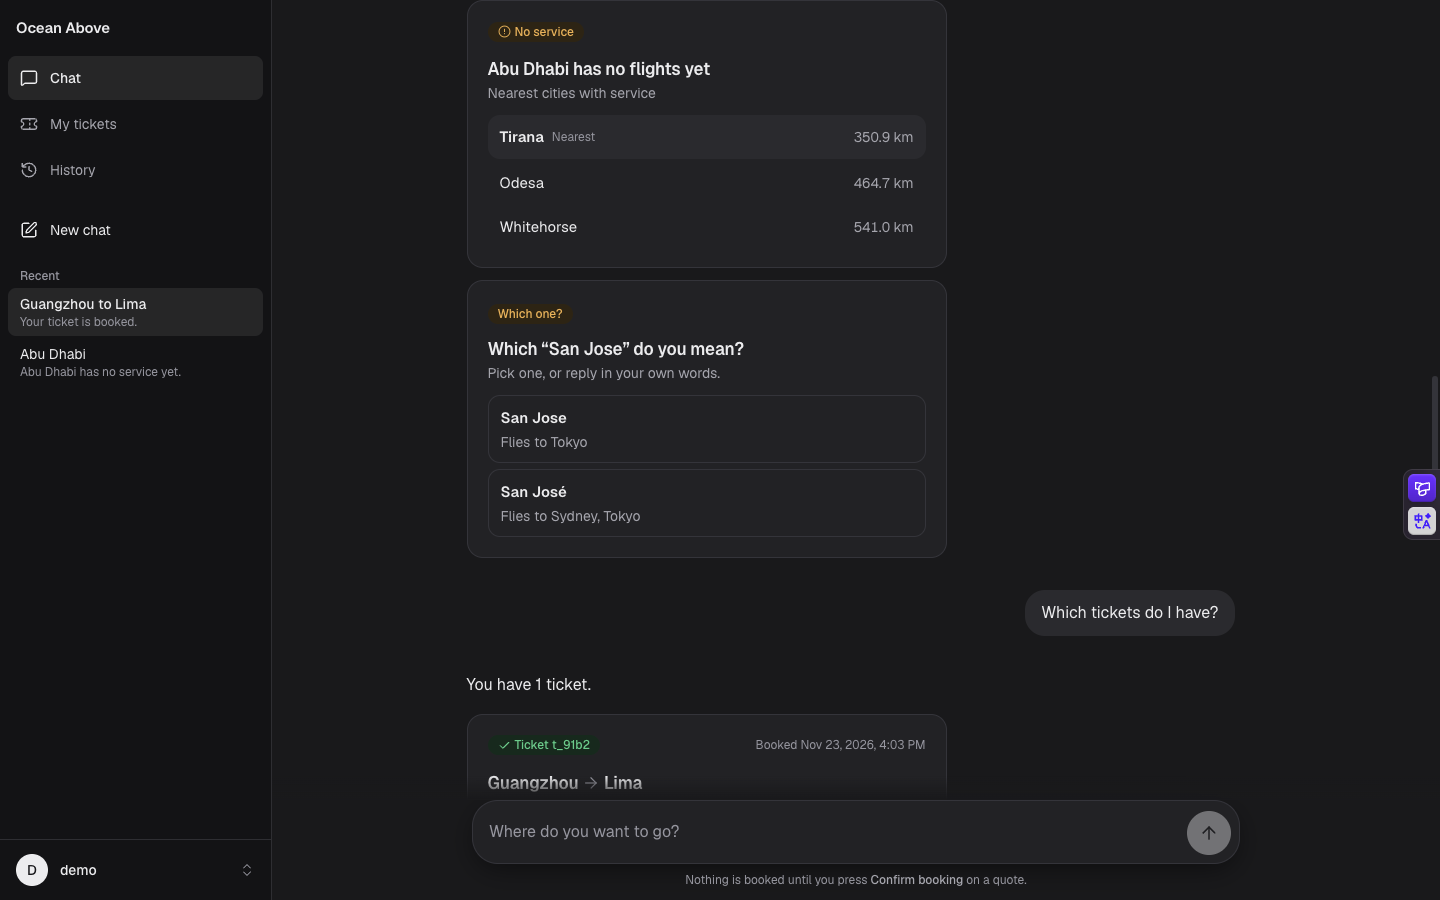 Ocean Above
Chat
My tickets
History
New chat
Recent
Guangzhou to Lima
Your ticket is booked.
Abu Dhabi
Abu Dhabi has no service yet.
D
demo
No service
Abu Dhabi has no flights yet
Nearest cities with service
Tirana Nearest 350.9 km
Odesa 464.7 km
Whitehorse 541.0 km
Which one?
Which “San Jose” do you mean?
Pick one, or reply in your own words.
San Jose
Flies to Tokyo
San José
Flies to Sydney, Tokyo
Which tickets do I have?
You have 1 ticket.
Ticket t_91b2 Booked Nov 23, 2026, 4:03 PM
Guangzhou → Lima
Where do you want to go?
Nothing is booked until you press Confirm booking on a quote.